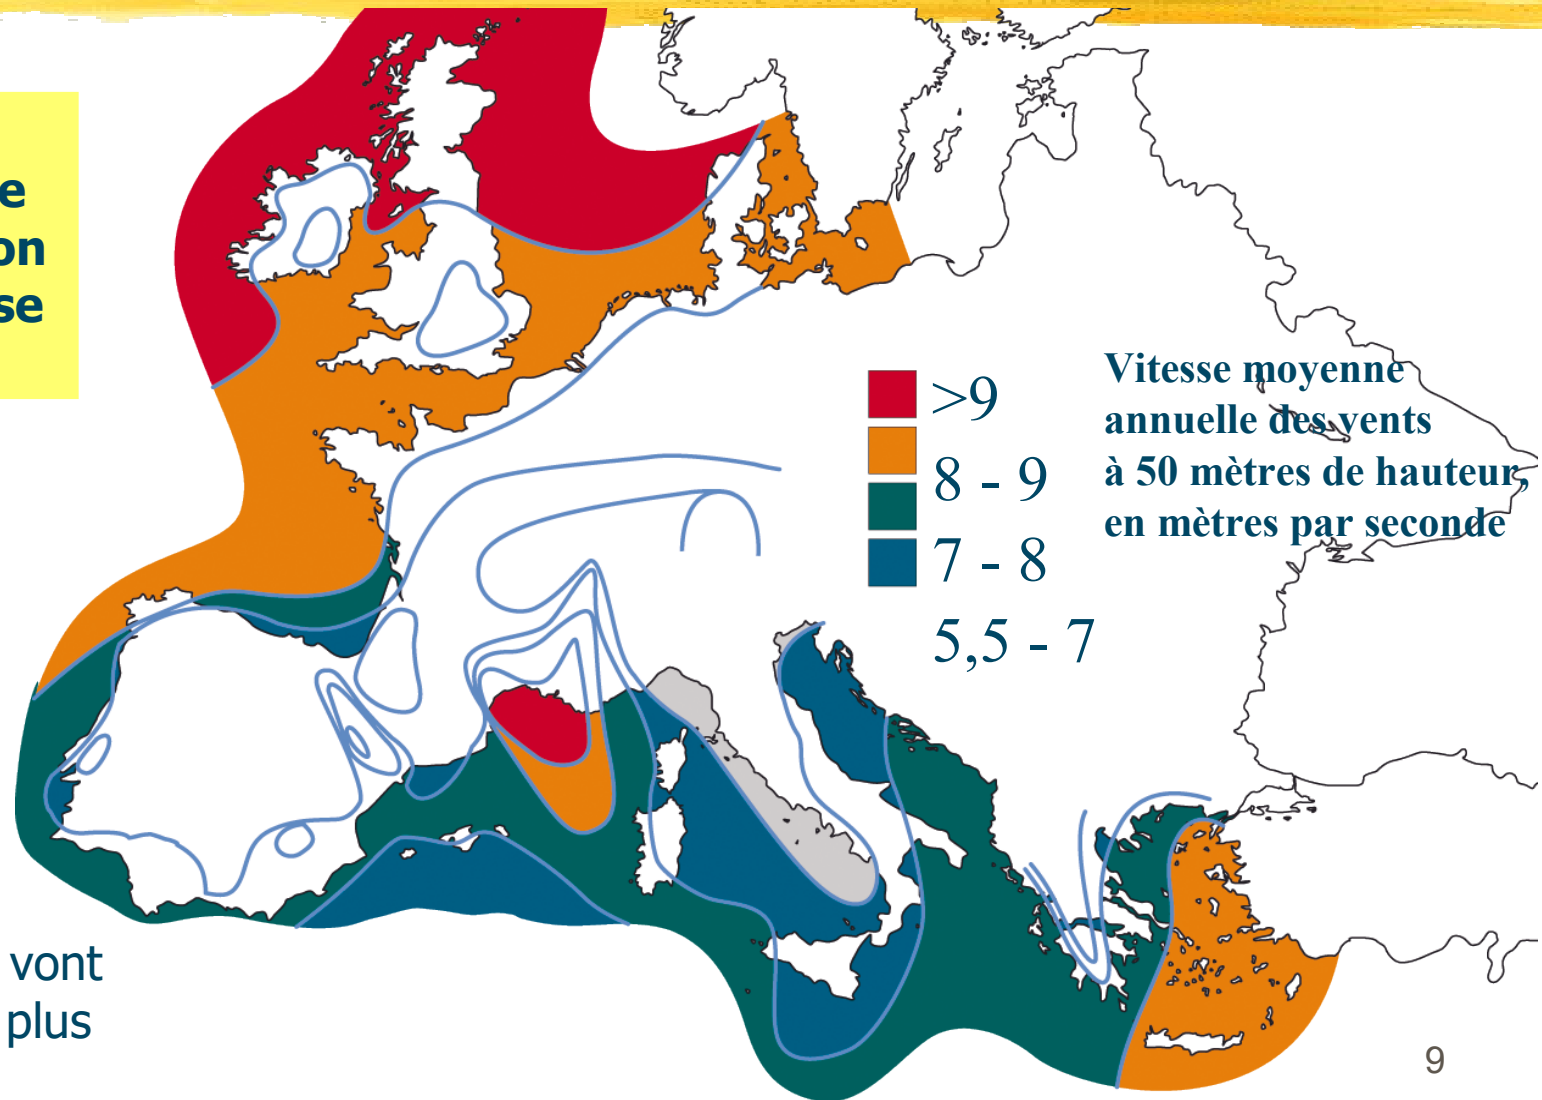 e
on
se
>9
8 - 9
7 - 8
5,5 - 7
Vitesse moyenne
annuelle des vents
à 50 mètres de hauteur,
en mètres par seconde
vont
plus
9